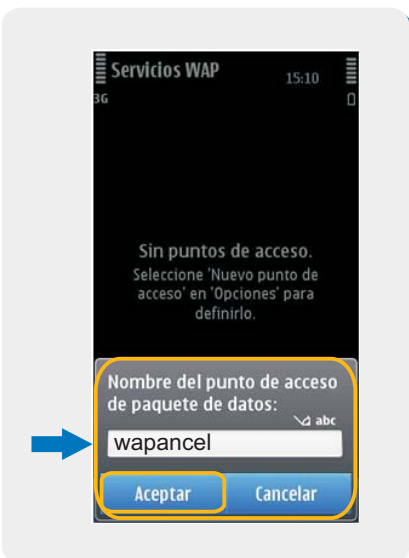 Servicios WAP
15:10
3G
Sin puntos de acceso.
Seleccione 'Nuevo punto de
acceso' en 'Opciones' para
definirlo.
Nombre del punto de acceso
de paquete de datos:
abc
wapancel
Aceptar
Cancelar